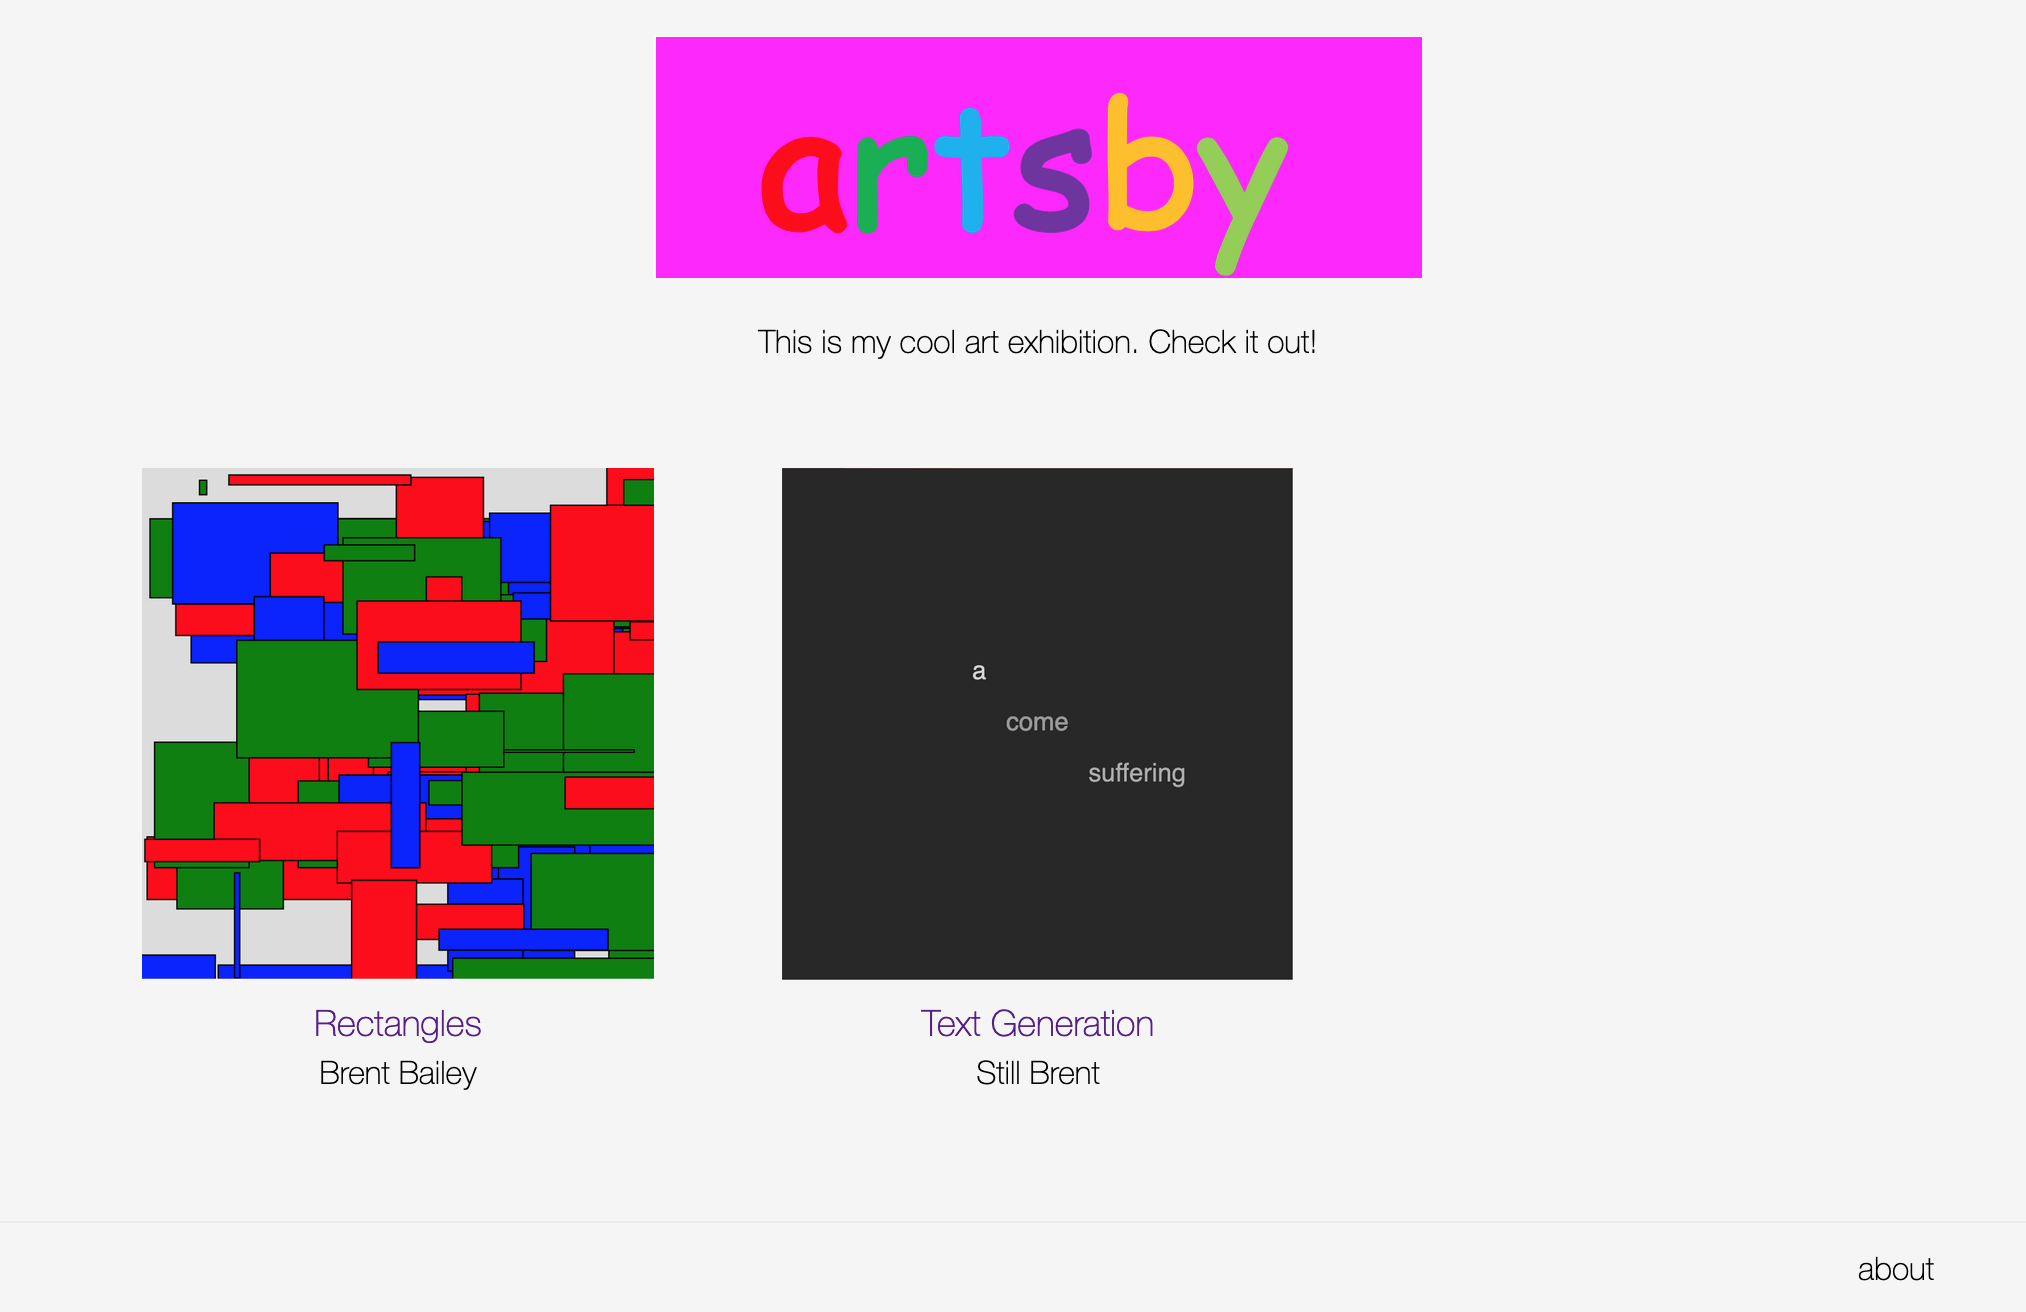 artsby
This is my cool art exhibition. Check it out!
a
come
suffering
Rectangles
Brent Bailey
Text Generation
Still Brent
about